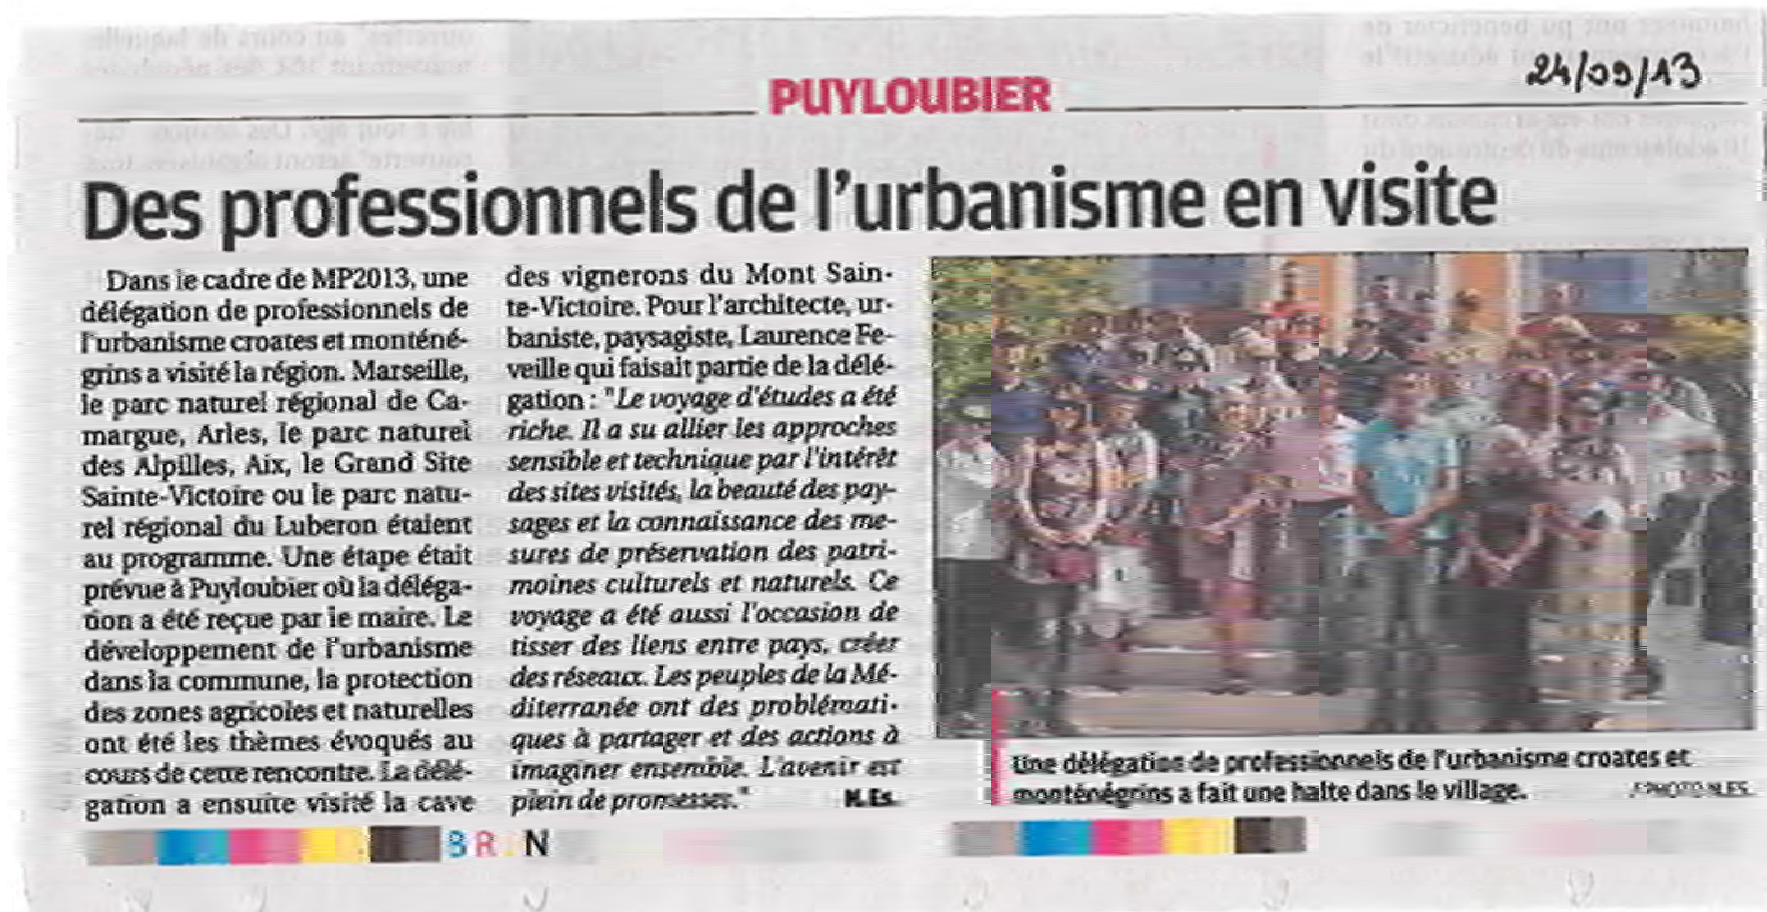 24/09/13
PUYLOUBIER
Des professionnels de l'urbanisme en visite
Dans le cadre de MP2013, une
délégation de professionnels de
l'urbanisme croates et monténé-
grins a visité la région. Marseille,
le parc naturel régional de Ca-
margue, Arles, le parc naturel
des Alpilles, Aix, le Grand Site
Sainte-Victoire ou le parc natu-
rel régional du Luberon étaient
au programme. Une étape était
prévue à Puyloubier où la déléga-
tion a été reçue par le maire. Le
développement de l'urbanisme
dans la commune, la protection
des zones agricoles et naturelles
ont été les thèmes évoqués au
cours de cette rencontre. La délé-
gation a ensuite visité la cave
des vignerons du Mont Sain-
te-Victoire. Pour l'architecte, ur-
baniste, paysagiste, Laurence Fe-
veille qui faisait partie de la délé-
gation : "Le voyage d'études a été
riche. Il a su allier les approches
sensible et technique par l'intérêt
des sites visités, la beauté des pay-
sages et la connaissance des me-
sures de préservation des patri-
moines culturels et naturels. Ce
voyage a été aussi l'occasion de
tisser des liens entre pays, créer
des réseaux. Les peuples de la Mé-
diterranée ont des problémati-
ques à partager et des actions à
imaginer ensemble. L'avenir est
plein de promesses."
N.Es.
Une délégation de professionnels de l'urbanisme croates et
monténégrins a fait une halte dans le village.
/ PHOTO N.ES.
B R N